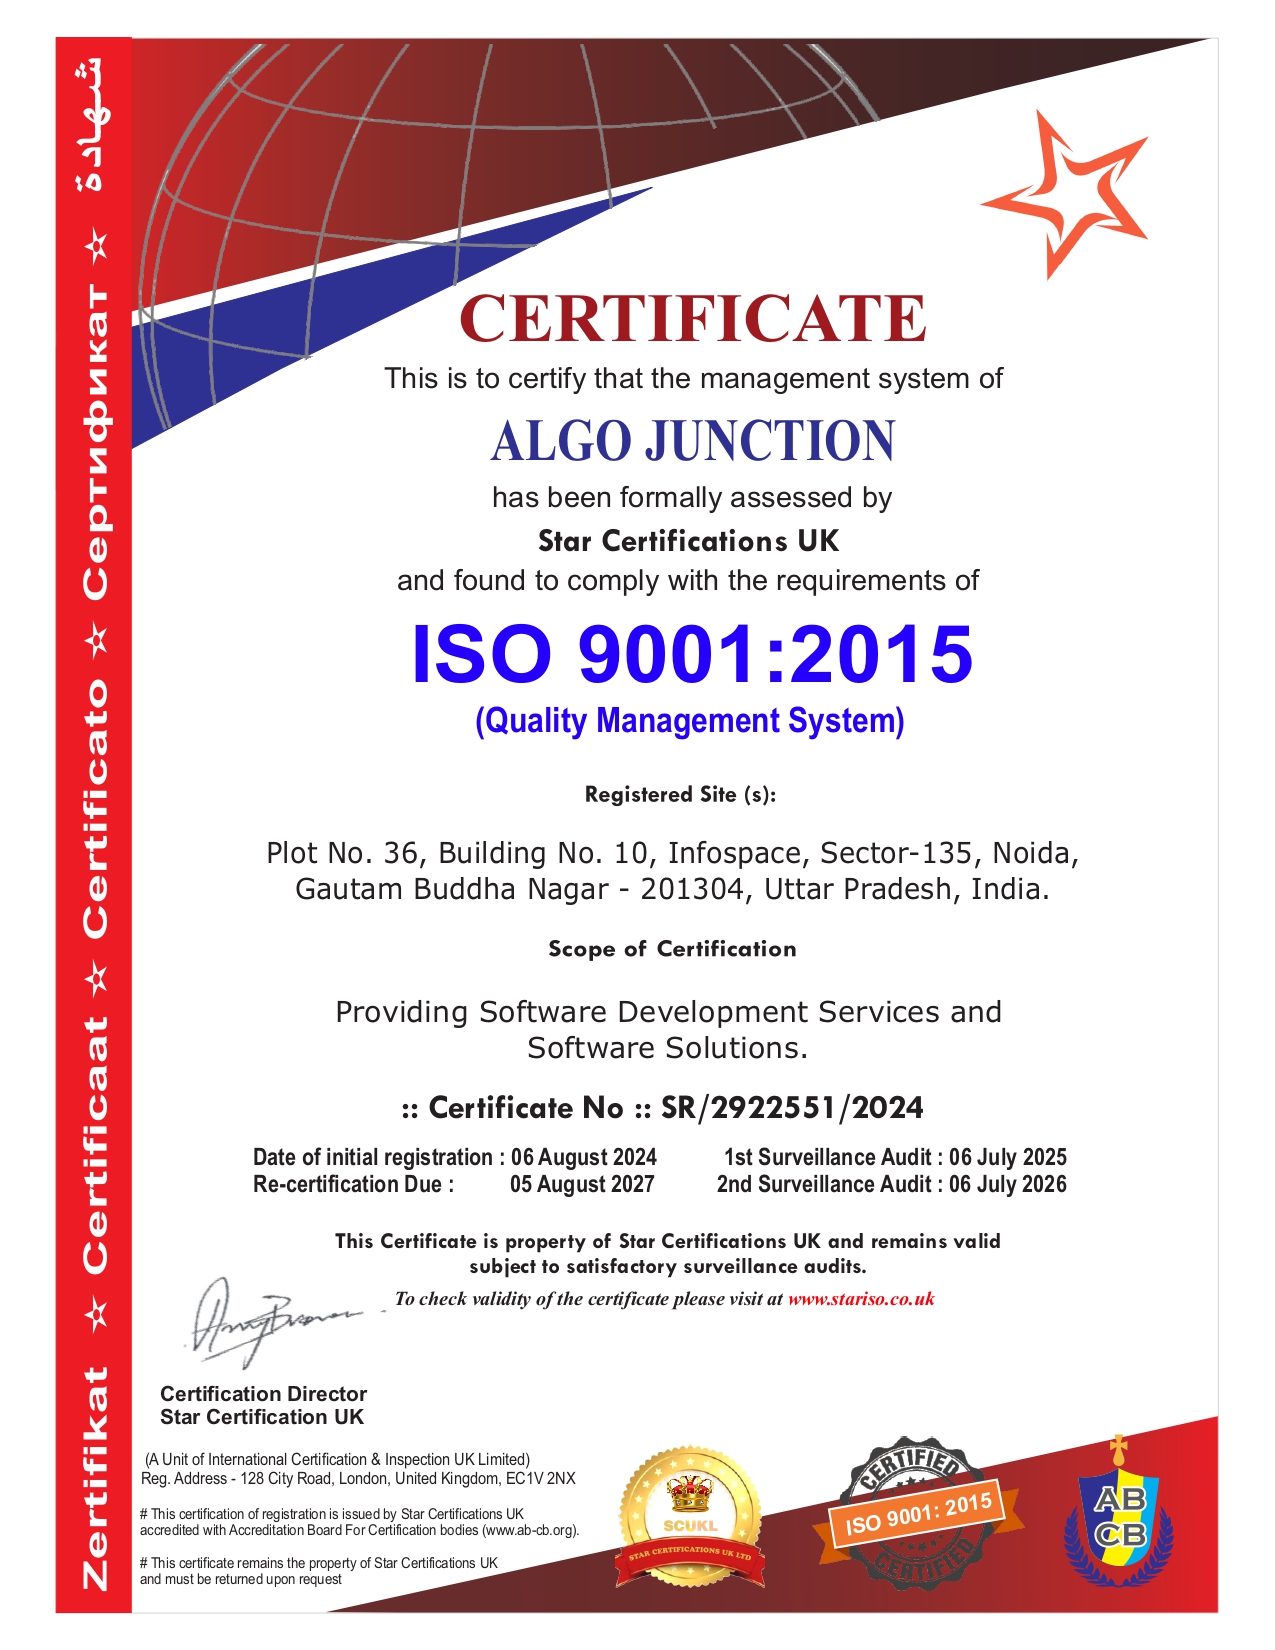 Zertifikat ☆ Certificaat ☆ Certificato ☆ Сертификат ☆ شهادة
CERTIFICATE
This is to certify that the management system of
ALGO JUNCTION
has been formally assessed by
Star Certifications UK
and found to comply with the requirements of
ISO 9001:2015
(Quality Management System)
Registered Site (s):
Plot No. 36, Building No. 10, Infospace, Sector-135, Noida,
Gautam Buddha Nagar - 201304, Uttar Pradesh, India.
Scope of Certification
Providing Software Development Services and
Software Solutions.
:: Certificate No :: SR/2922551/2024
Date of initial registration : 06 August 2024 1st Surveillance Audit : 06 July 2025
Re-certification Due : 05 August 2027 2nd Surveillance Audit : 06 July 2026
This Certificate is property of Star Certifications UK and remains valid
subject to satisfactory surveillance audits.
To check validity of the certificate please visit at www.stariso.co.uk
Certification Director
Star Certification UK
(A Unit of International Certification & Inspection UK Limited)
Reg. Address - 128 City Road, London, United Kingdom, EC1V 2NX
# This certification of registration is issued by Star Certifications UK
accredited with Accreditation Board For Certification bodies (www.ab-cb.org).
# This certificate remains the property of Star Certifications UK
and must be returned upon request
SCUKL
STAR CERTIFICATIONS UK LTD
CERTIFIED
ISO 9001: 2015
CERTIFIED
AB
CB